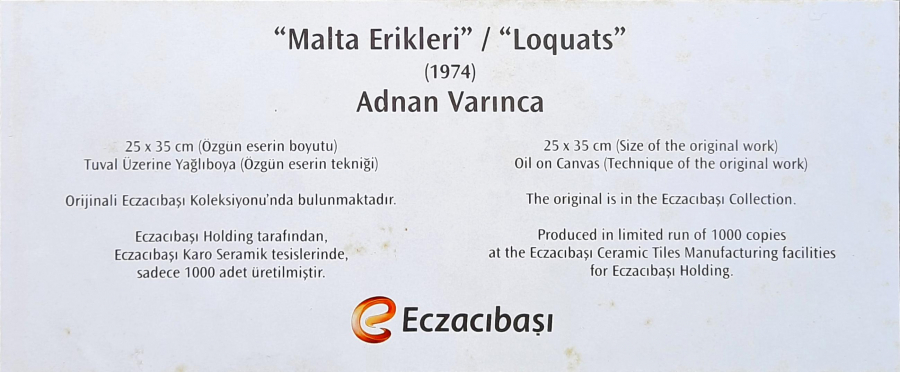 “Malta Erikleri” / “Loquats”
(1974)
Adnan Varınca
25 x 35 cm (Özgün eserin boyutu)
Tuval Üzerine Yağlıboya (Özgün eserin tekniği)
Orijinali Eczacıbaşı Koleksiyonu'nda bulunmaktadır.
Eczacıbaşı Holding tarafından,
Eczacıbaşı Karo Seramik tesislerinde,
sadece 1000 adet üretilmiştir.
25 x 35 cm (Size of the original work)
Oil on Canvas (Technique of the original work)
The original is in the Eczacıbaşı Collection.
Produced in limited run of 1000 copies
at the Eczacıbaşı Ceramic Tiles Manufacturing facilities
for Eczacıbaşı Holding.
Eczacıbaşı